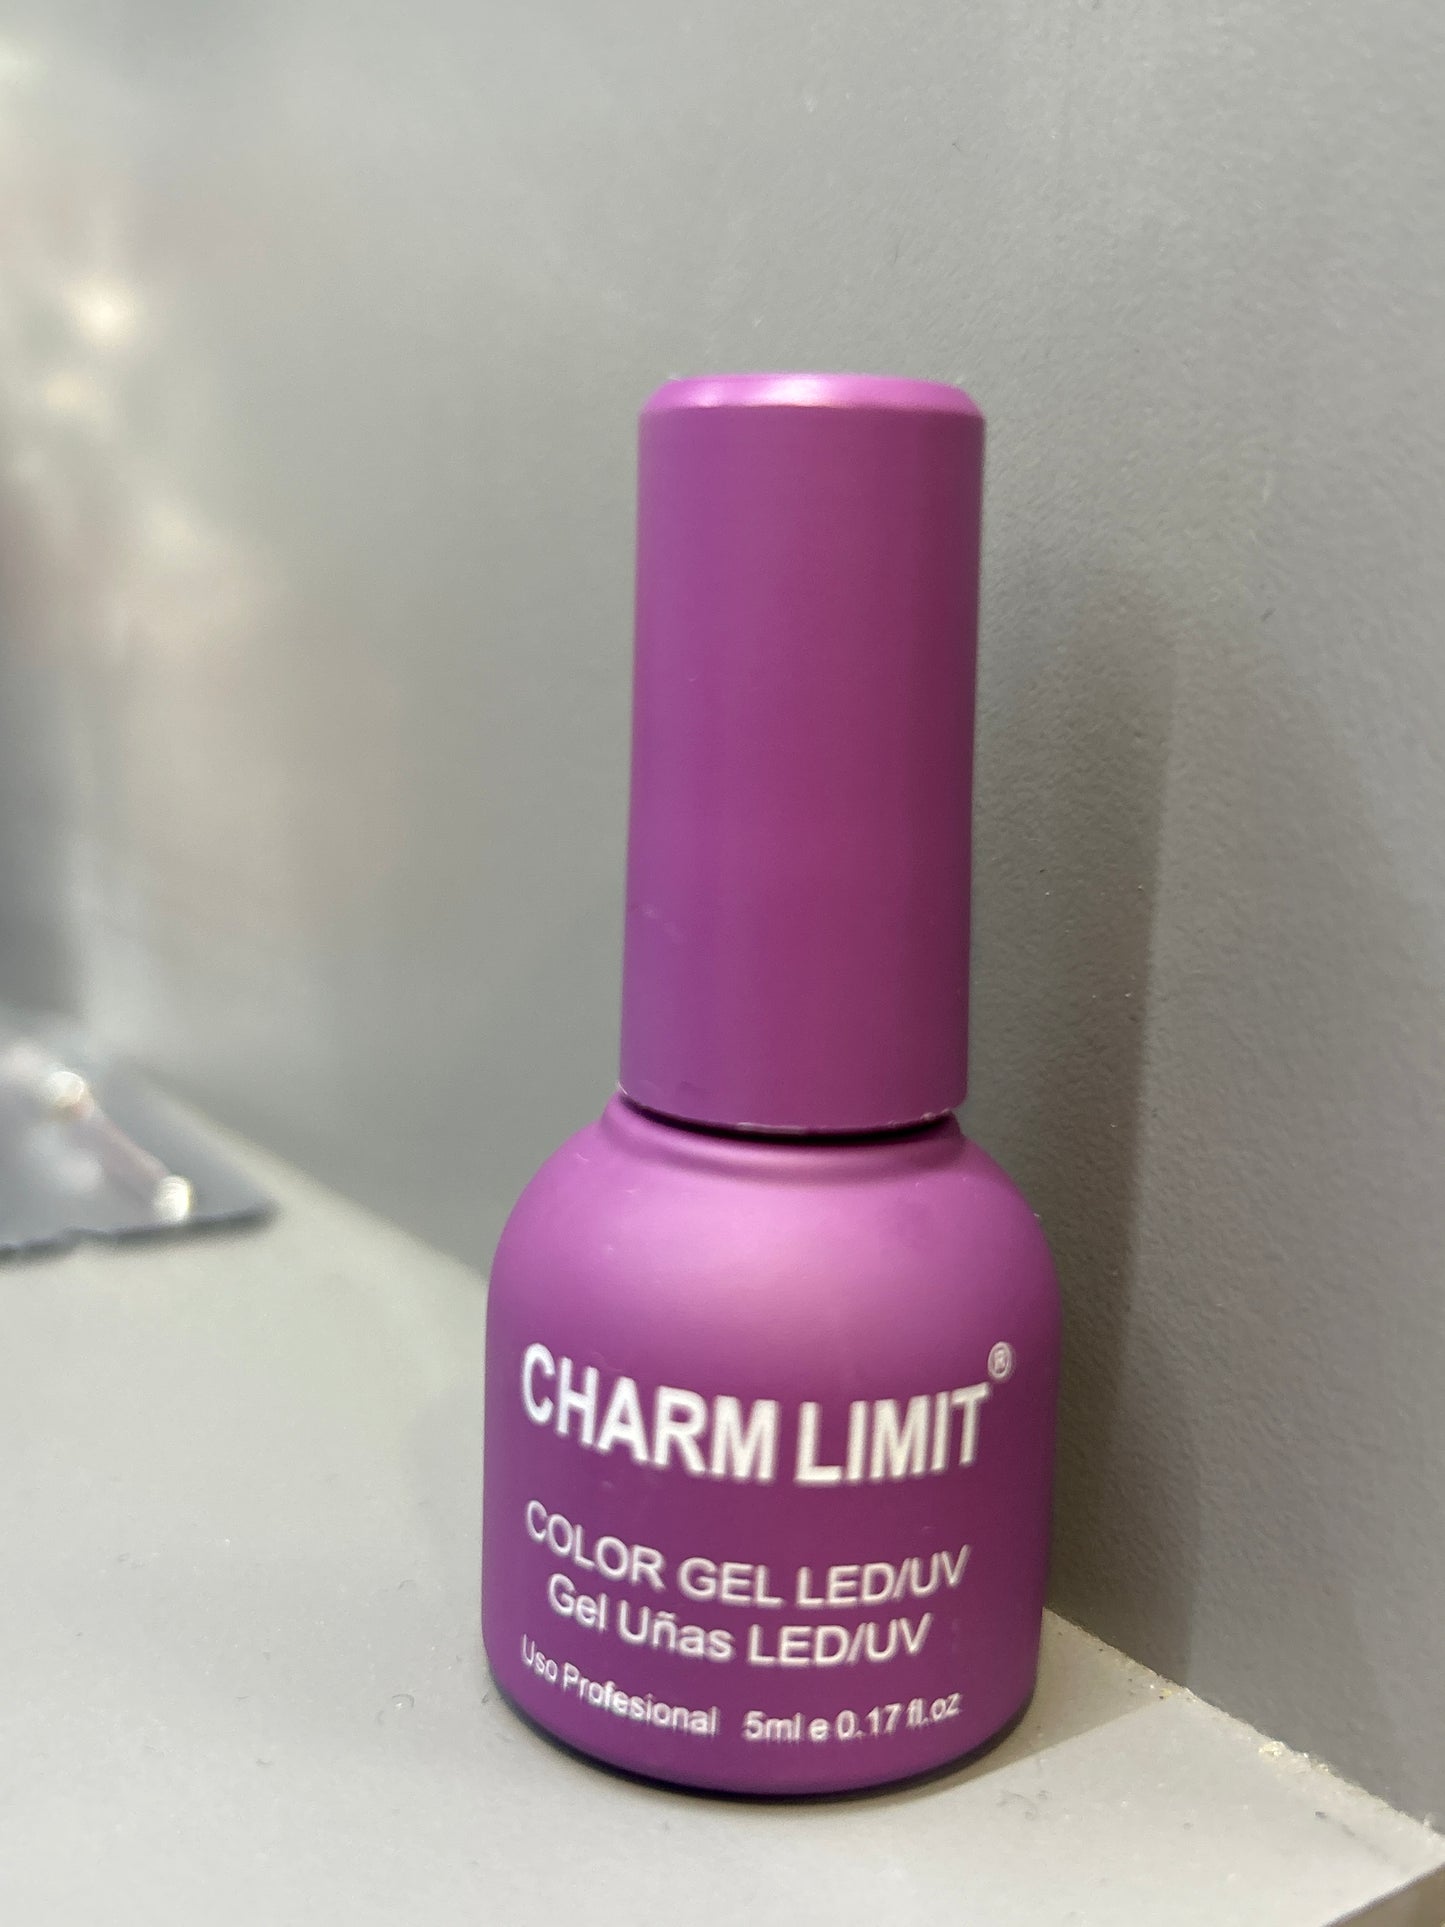 CHARM LIMIT®
COLOR GEL LED/UV
Gel Uñas LED/UV
Uso Profesional 5ml e 0.17 fl.oz